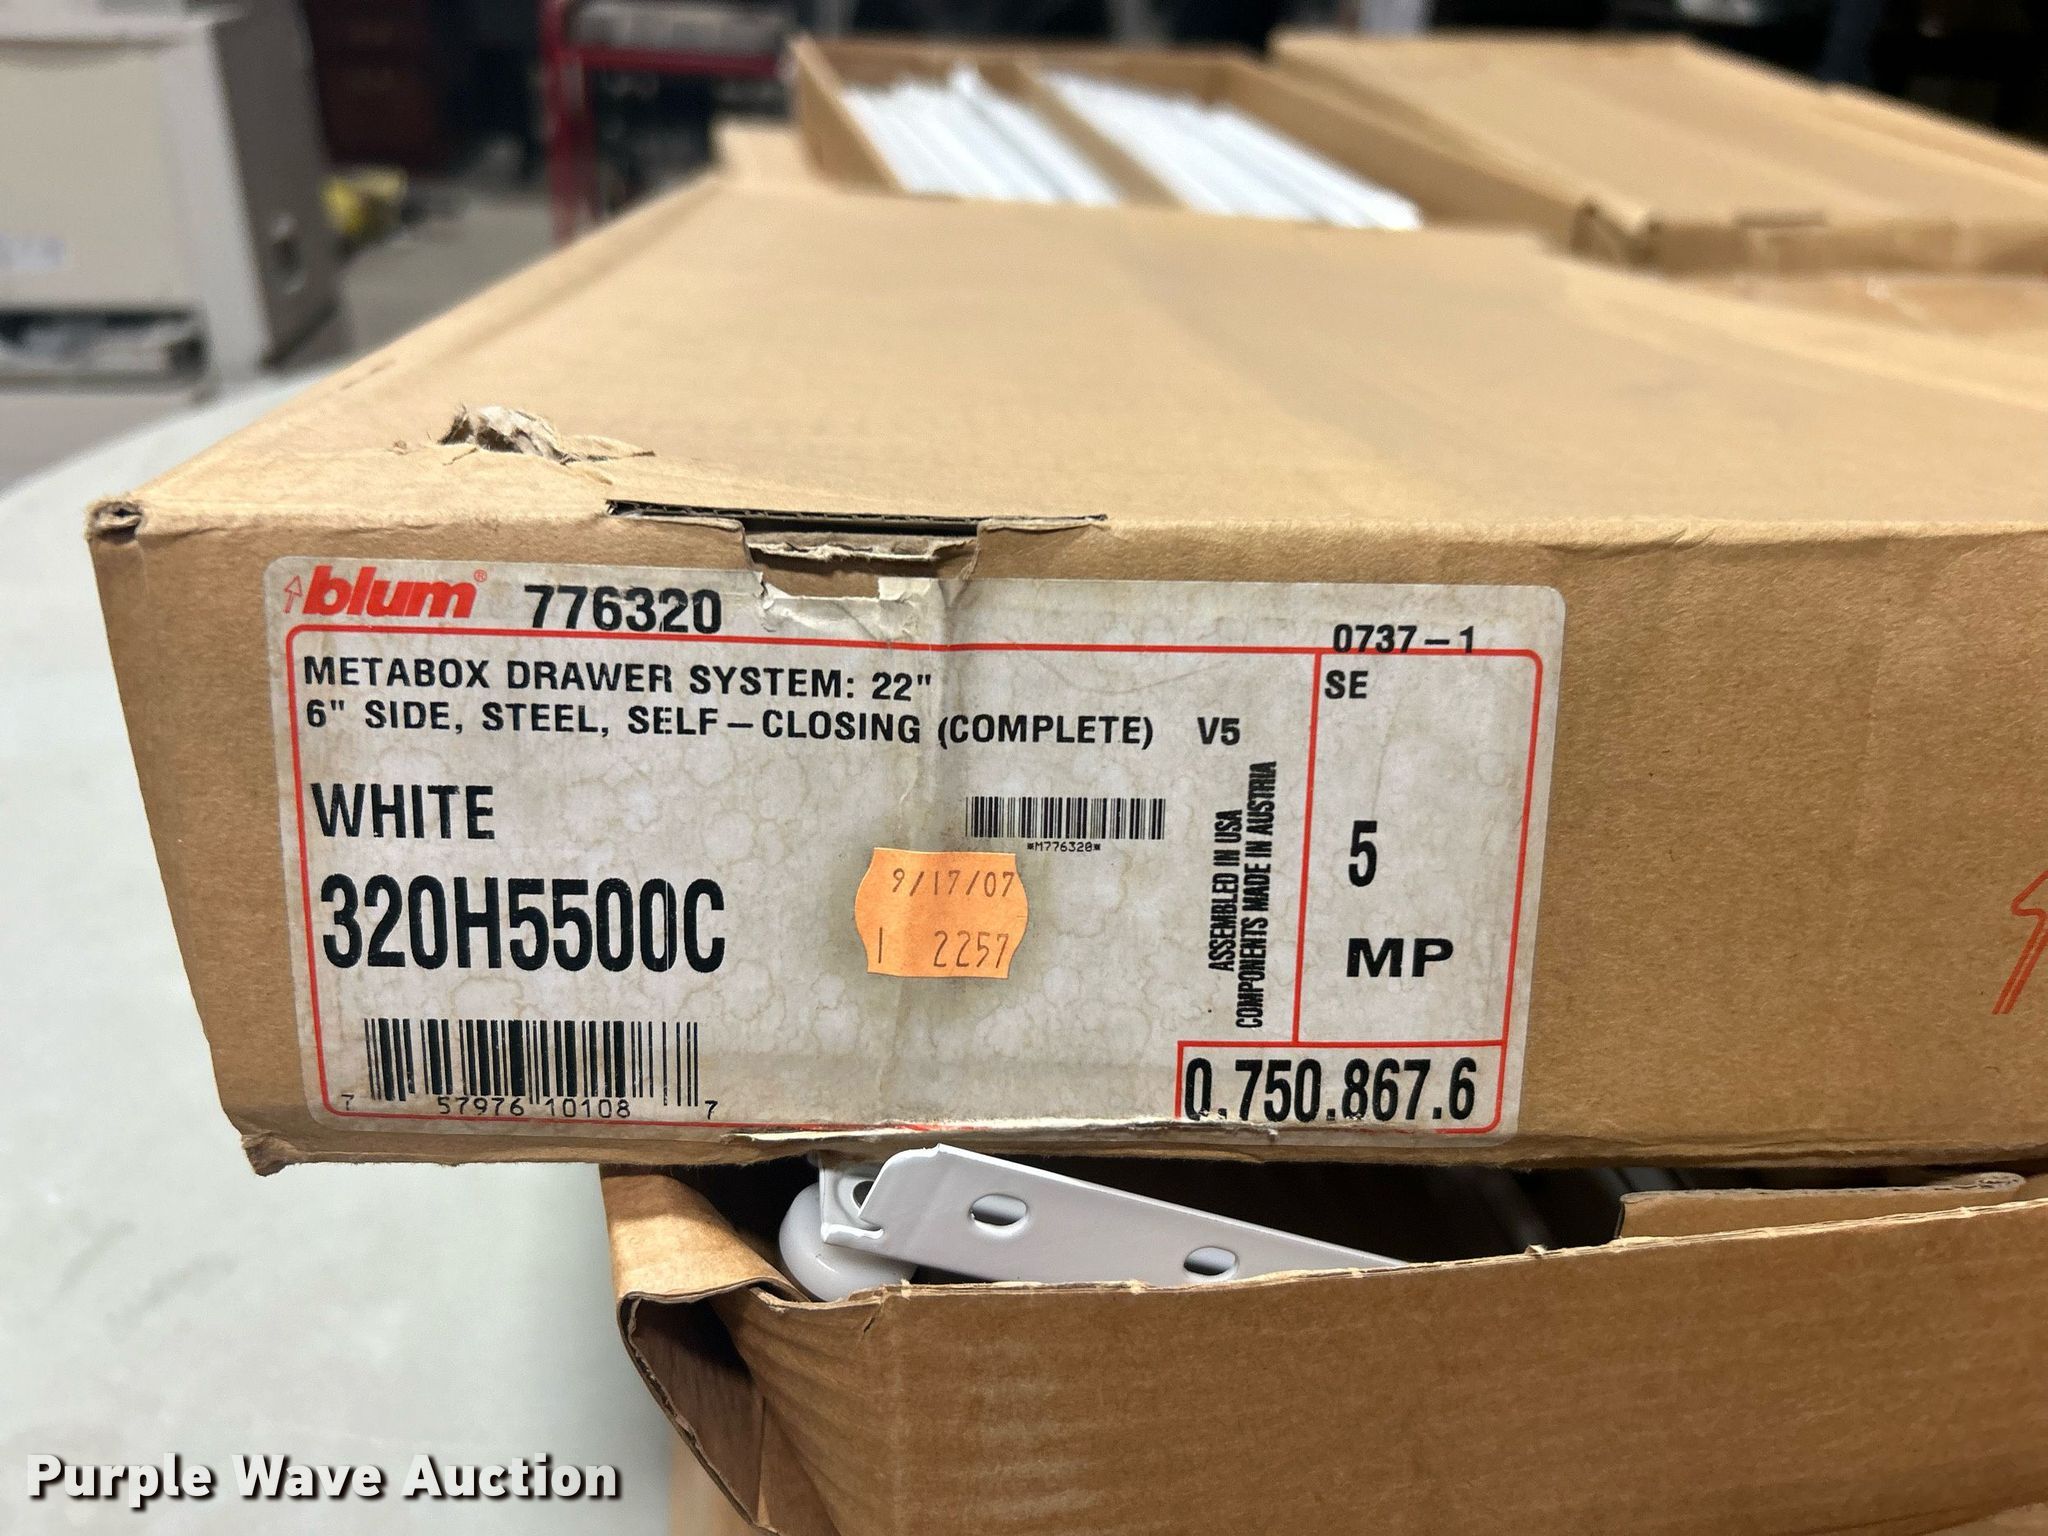 blum® 776320
0737-1
METABOX DRAWER SYSTEM: 22"
6" SIDE, STEEL, SELF-CLOSING (COMPLETE) V5
SE
WHITE
*M776320*
320H5500C
9/17/07
1 2257
ASSEMBLED IN USA
COMPONENTS MADE IN AUSTRIA
5
MP
7 57976 10108 7
0.750.867.6
Purple Wave Auction